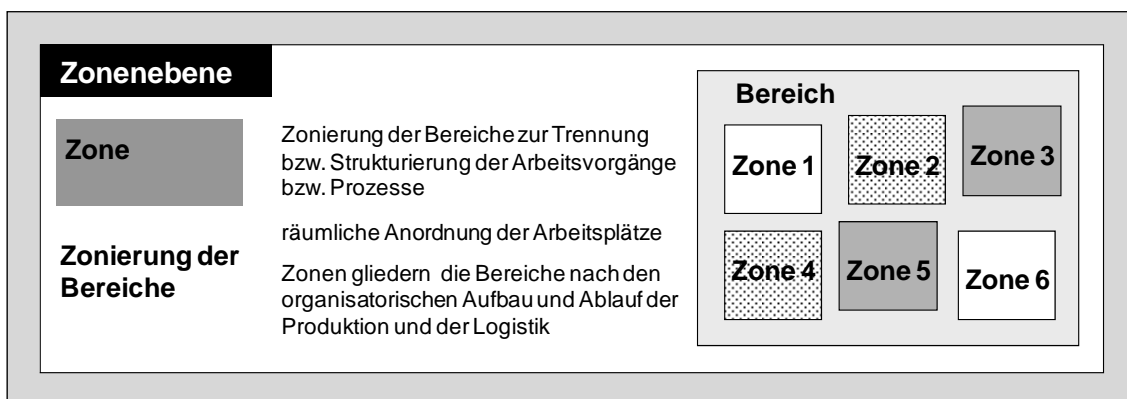 Zonenebene
Zone
Zonierung der Bereiche zur Trennung
bzw. Strukturierung der Arbeitsvorgänge
bzw. Prozesse
Zonierung der
Bereiche
räumliche Anordnung der Arbeitsplätze
Zonen gliedern die Bereiche nach den
organisatorischen Aufbau und Ablauf der
Produktion und der Logistik
Bereich
Zone 1
Zone 2
Zone 3
Zone 4
Zone 5
Zone 6